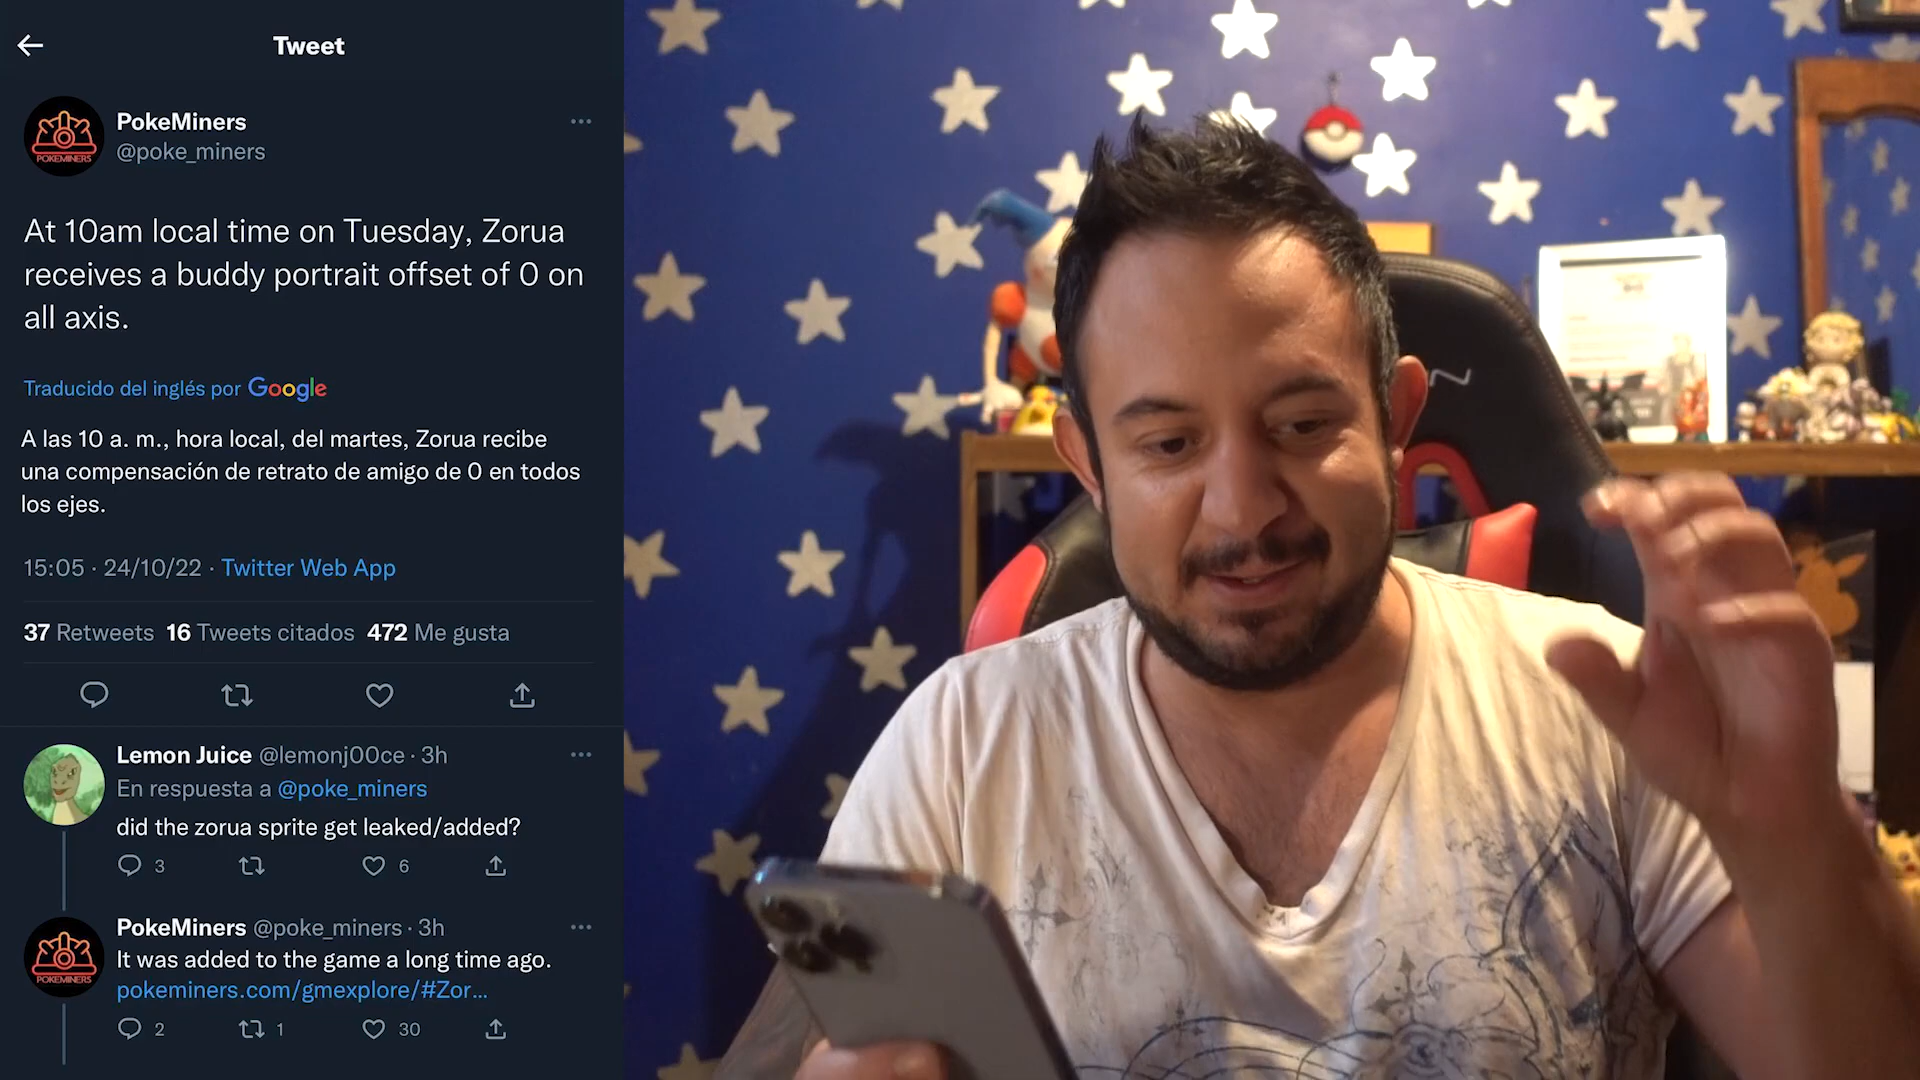 Tweet
PokeMiners
@poke_miners
POKEMINERS
At 10am local time on Tuesday, Zorua
receives a buddy portrait offset of 0 on
all axis.
Traducido del inglés por Google
A las 10 a. m., hora local, del martes, Zorua recibe
una compensación de retrato de amigo de 0 en todos
los ejes.
15:05 · 24/10/22 · Twitter Web App
37 Retweets 16 Tweets citados 472 Me gusta
Lemon Juice @lemonj00ce · 3h
En respuesta a @poke_miners
did the zorua sprite get leaked/added?
3 6
PokeMiners @poke_miners · 3h
POKEMINERS
It was added to the game a long time ago.
pokeminers.com/gmexplore/#Zor...
2 1 30